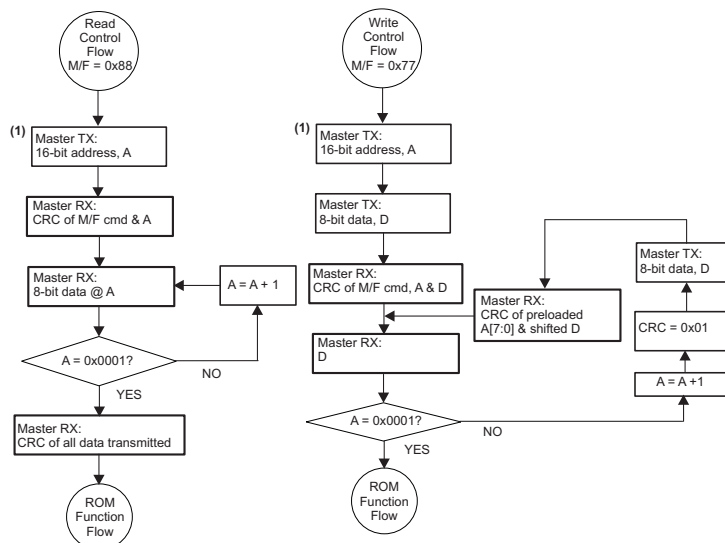 Read
Control
Flow
M/F = 0x88
(1)
Master TX:
16-bit address, A
Master RX:
CRC of M/F cmd & A
Master RX:
8-bit data @ A
A = A + 1
A = 0x0001?
NO
YES
Master RX:
CRC of all data transmitted
ROM
Function
Flow
Write
Control
Flow
M/F = 0x77
(1)
Master TX:
16-bit address, A
Master TX:
8-bit data, D
Master RX:
CRC of M/F cmd, A & D
Master RX:
D
A = 0x0001?
NO
YES
ROM
Function
Flow
A = A +1
CRC = 0x01
Master TX:
8-bit data, D
Master RX:
CRC of preloaded
A[7:0] & shifted D